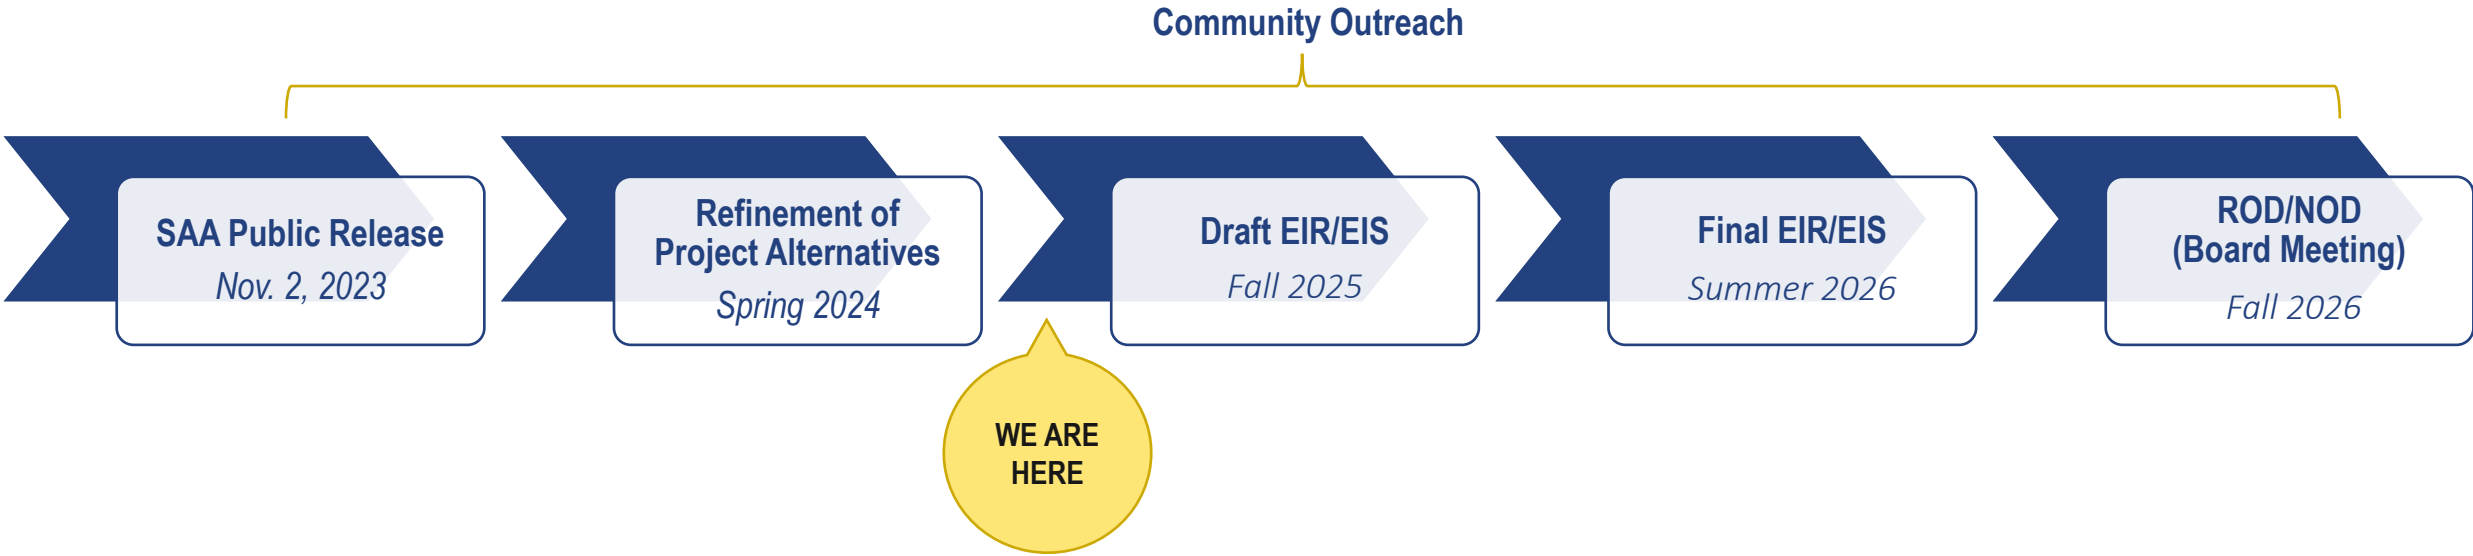 Community Outreach
SAA Public Release
Nov. 2, 2023
Refinement of
Project Alternatives
Spring 2024
Draft EIR/EIS
Fall 2025
Final EIR/EIS
Summer 2026
ROD/NOD
(Board Meeting)
Fall 2026
WE ARE
HERE